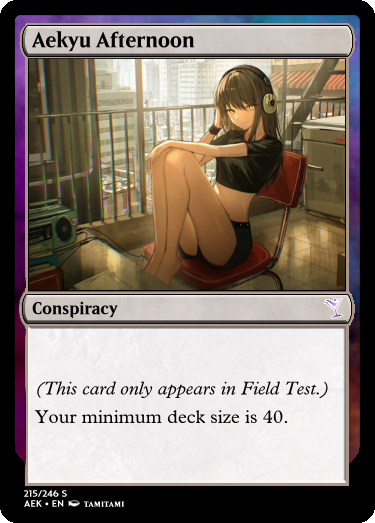 Aekyu Afternoon
Conspiracy
(This card only appears in Field Test.)
Your minimum deck size is 40.
215/246 S
AEK • EN TAMITAMI